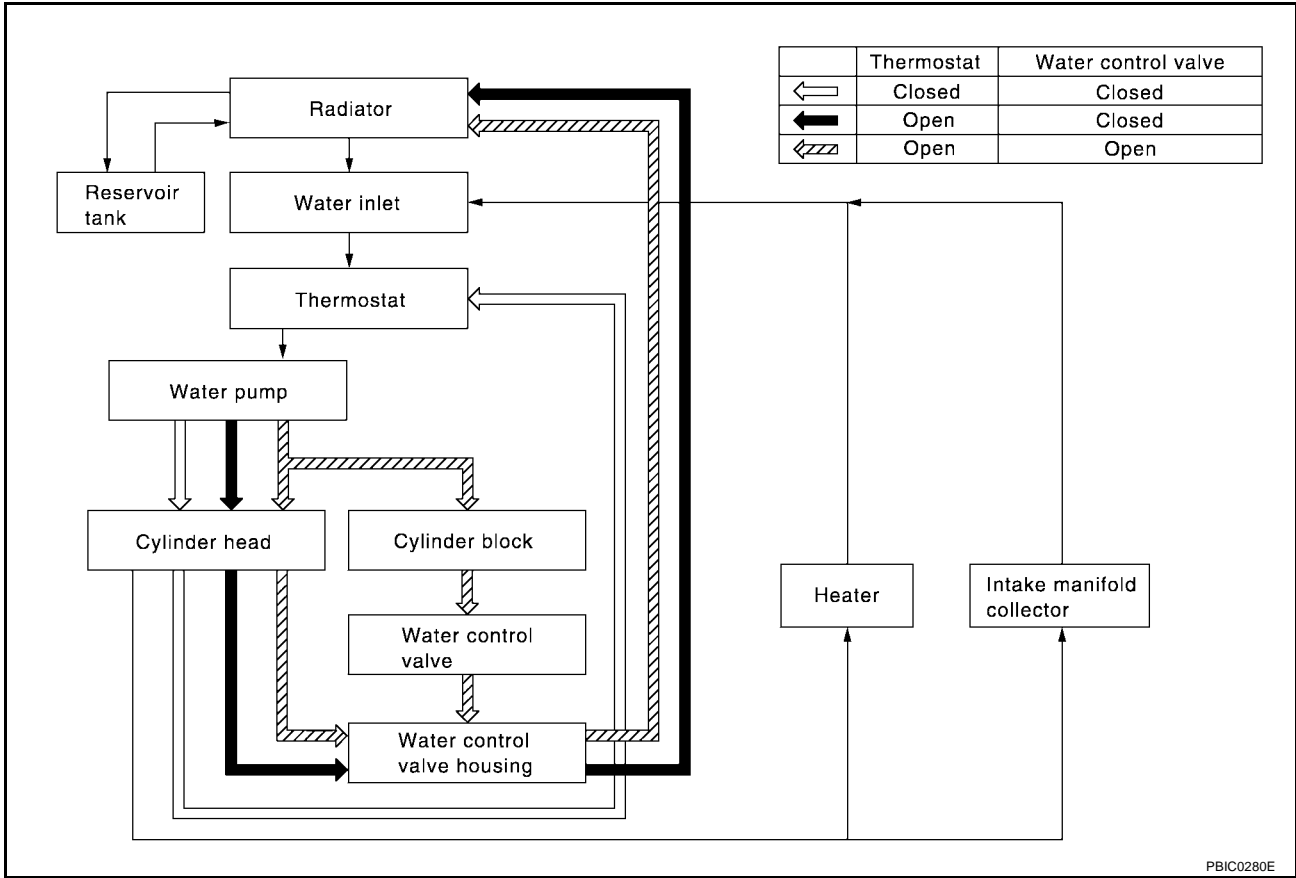 Thermostat Water control valve
Closed Closed
Open Closed
Open Open
Radiator
Reservoir
tank
Water inlet
Thermostat
Water pump
Cylinder head
Cylinder block
Water control
valve
Water control
valve housing
Heater
Intake manifold
collector
PBIC0280E